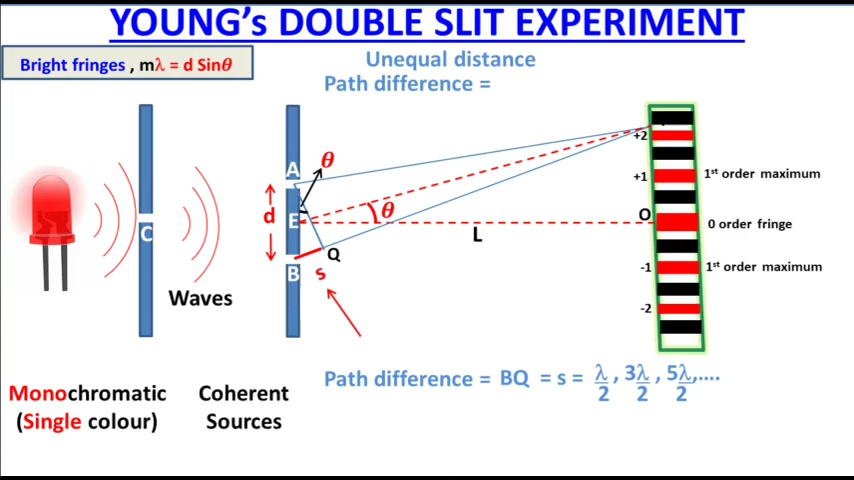 YOUNG's DOUBLE SLIT EXPERIMENT
Bright fringes , mλ = d Sinθ
Unequal distance
Path difference =
+2
A
θ
+1
1st order maximum
d
E
θ
O
0 order fringe
C
L
Q
B
s
-1
1st order maximum
Waves
-2
Path difference = BQ = s = λ/2 , 3λ/2 , 5λ/2 ,....
Monochromatic
(Single colour)
Coherent
Sources